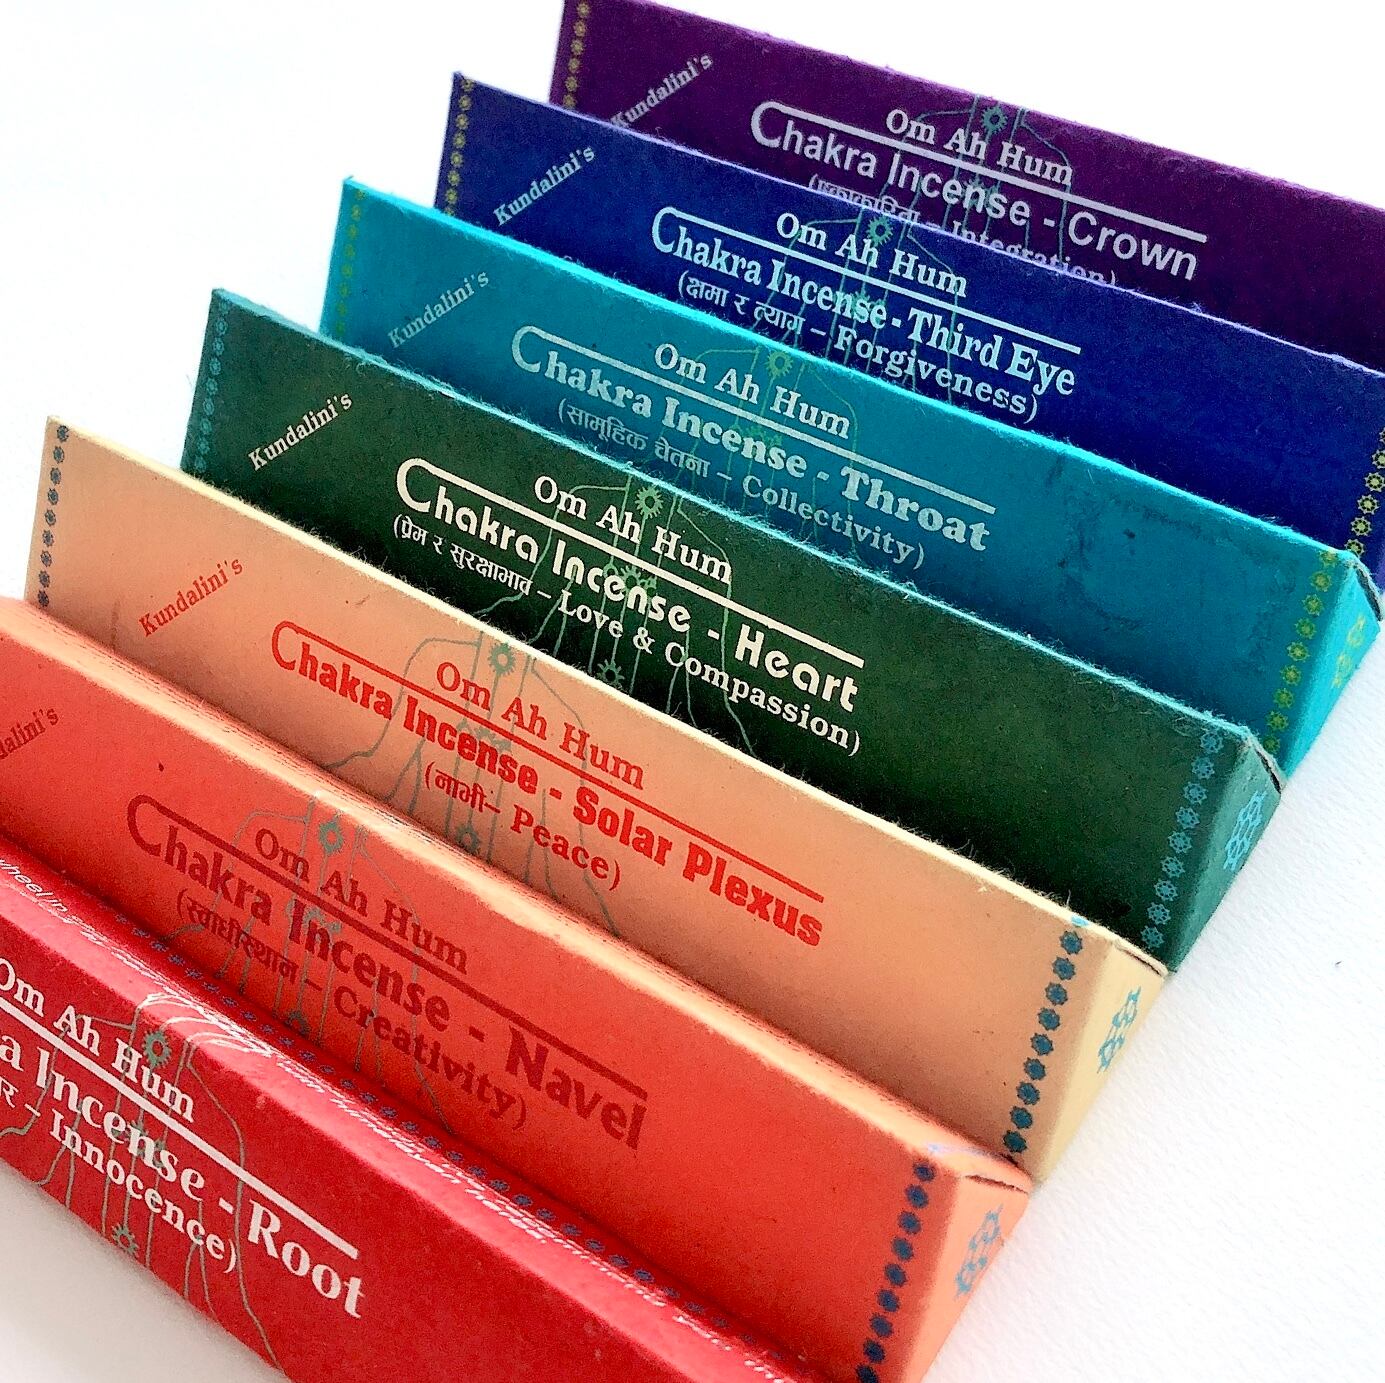 Kundalini's
Om Ah Hum
Chakra Incense - Crown
– Integration)
Kundalini's
Om Ah Hum
Chakra Incense - Third Eye
(क्षमा र त्याग – Forgiveness)
Kundalini's
Om Ah Hum
Chakra Incense - Throat
(सामूहिक चेतना – Collectivity)
Kundalini's
Om Ah Hum
Chakra Incense - Heart
(प्रेम र सुरक्षाभाव – Love & Compassion)
Kundalini's
Om Ah Hum
Chakra Incense - Solar Plexus
(नाभी– Peace)
Om Ah Hum
Chakra Incense - Navel
(स्वाधीस्थान – Creativity)
Om Ah Hum
Incense - Root
– Innocence)